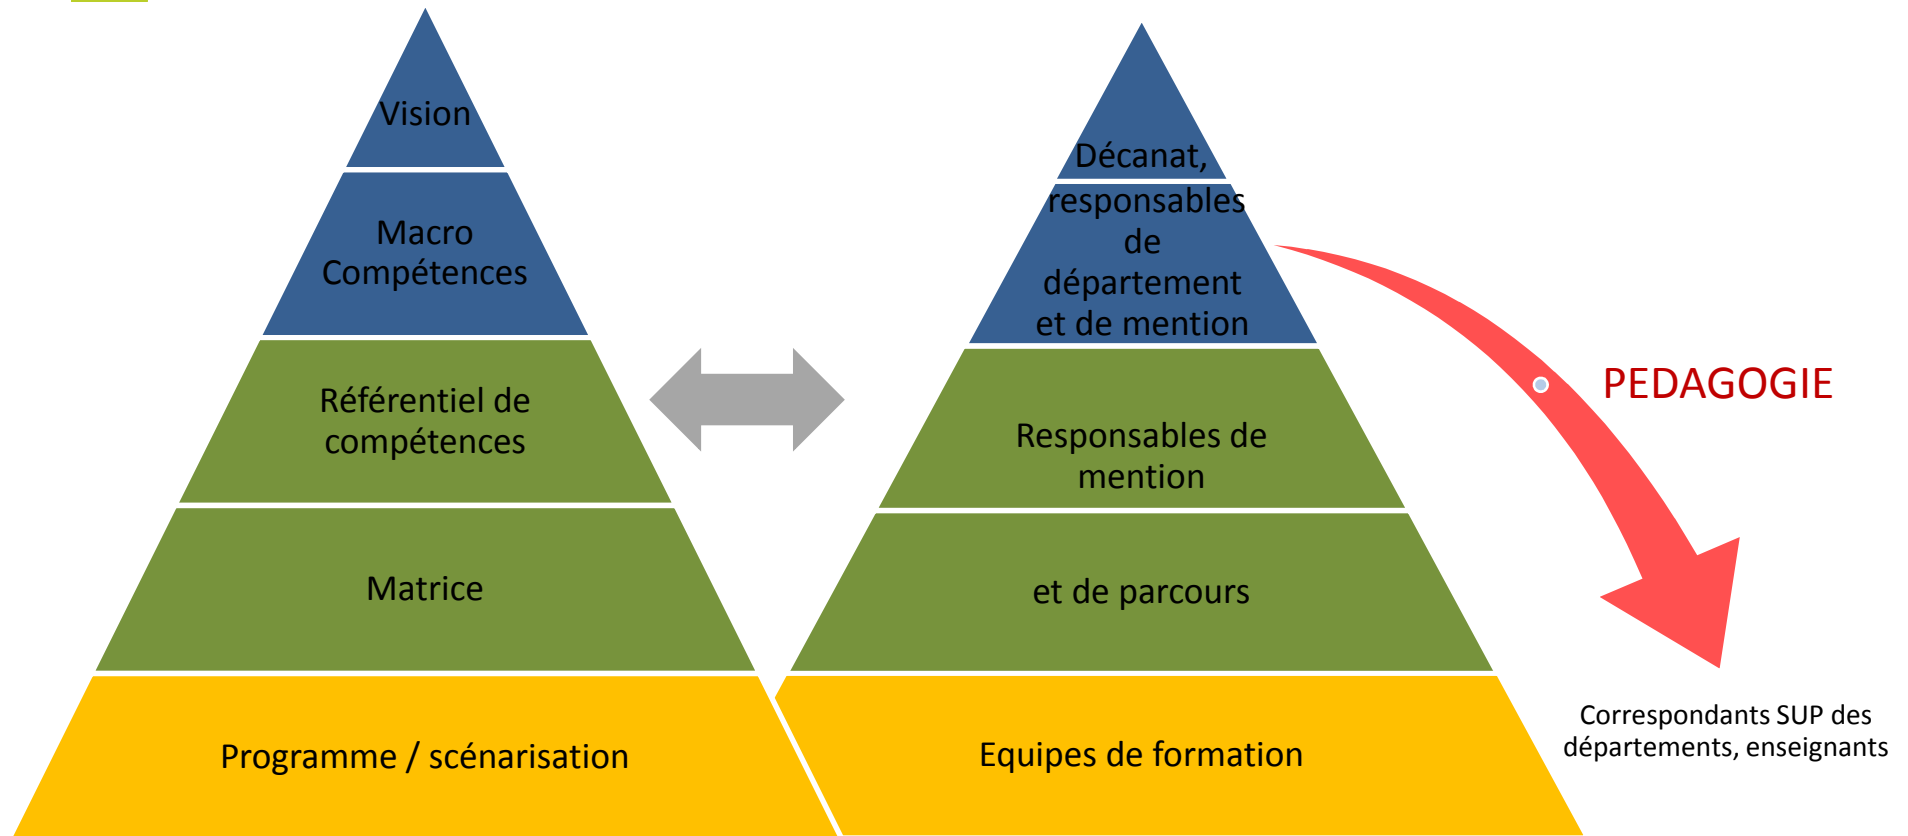 Vision
Macro
Compétences
Référentiel de
compétences
Matrice
Programme / scénarisation
Décanat,
responsables
de
département
et de mention
Responsables de
mention
et de parcours
Equipes de formation
PEDAGOGIE
Correspondants SUP des
départements, enseignants